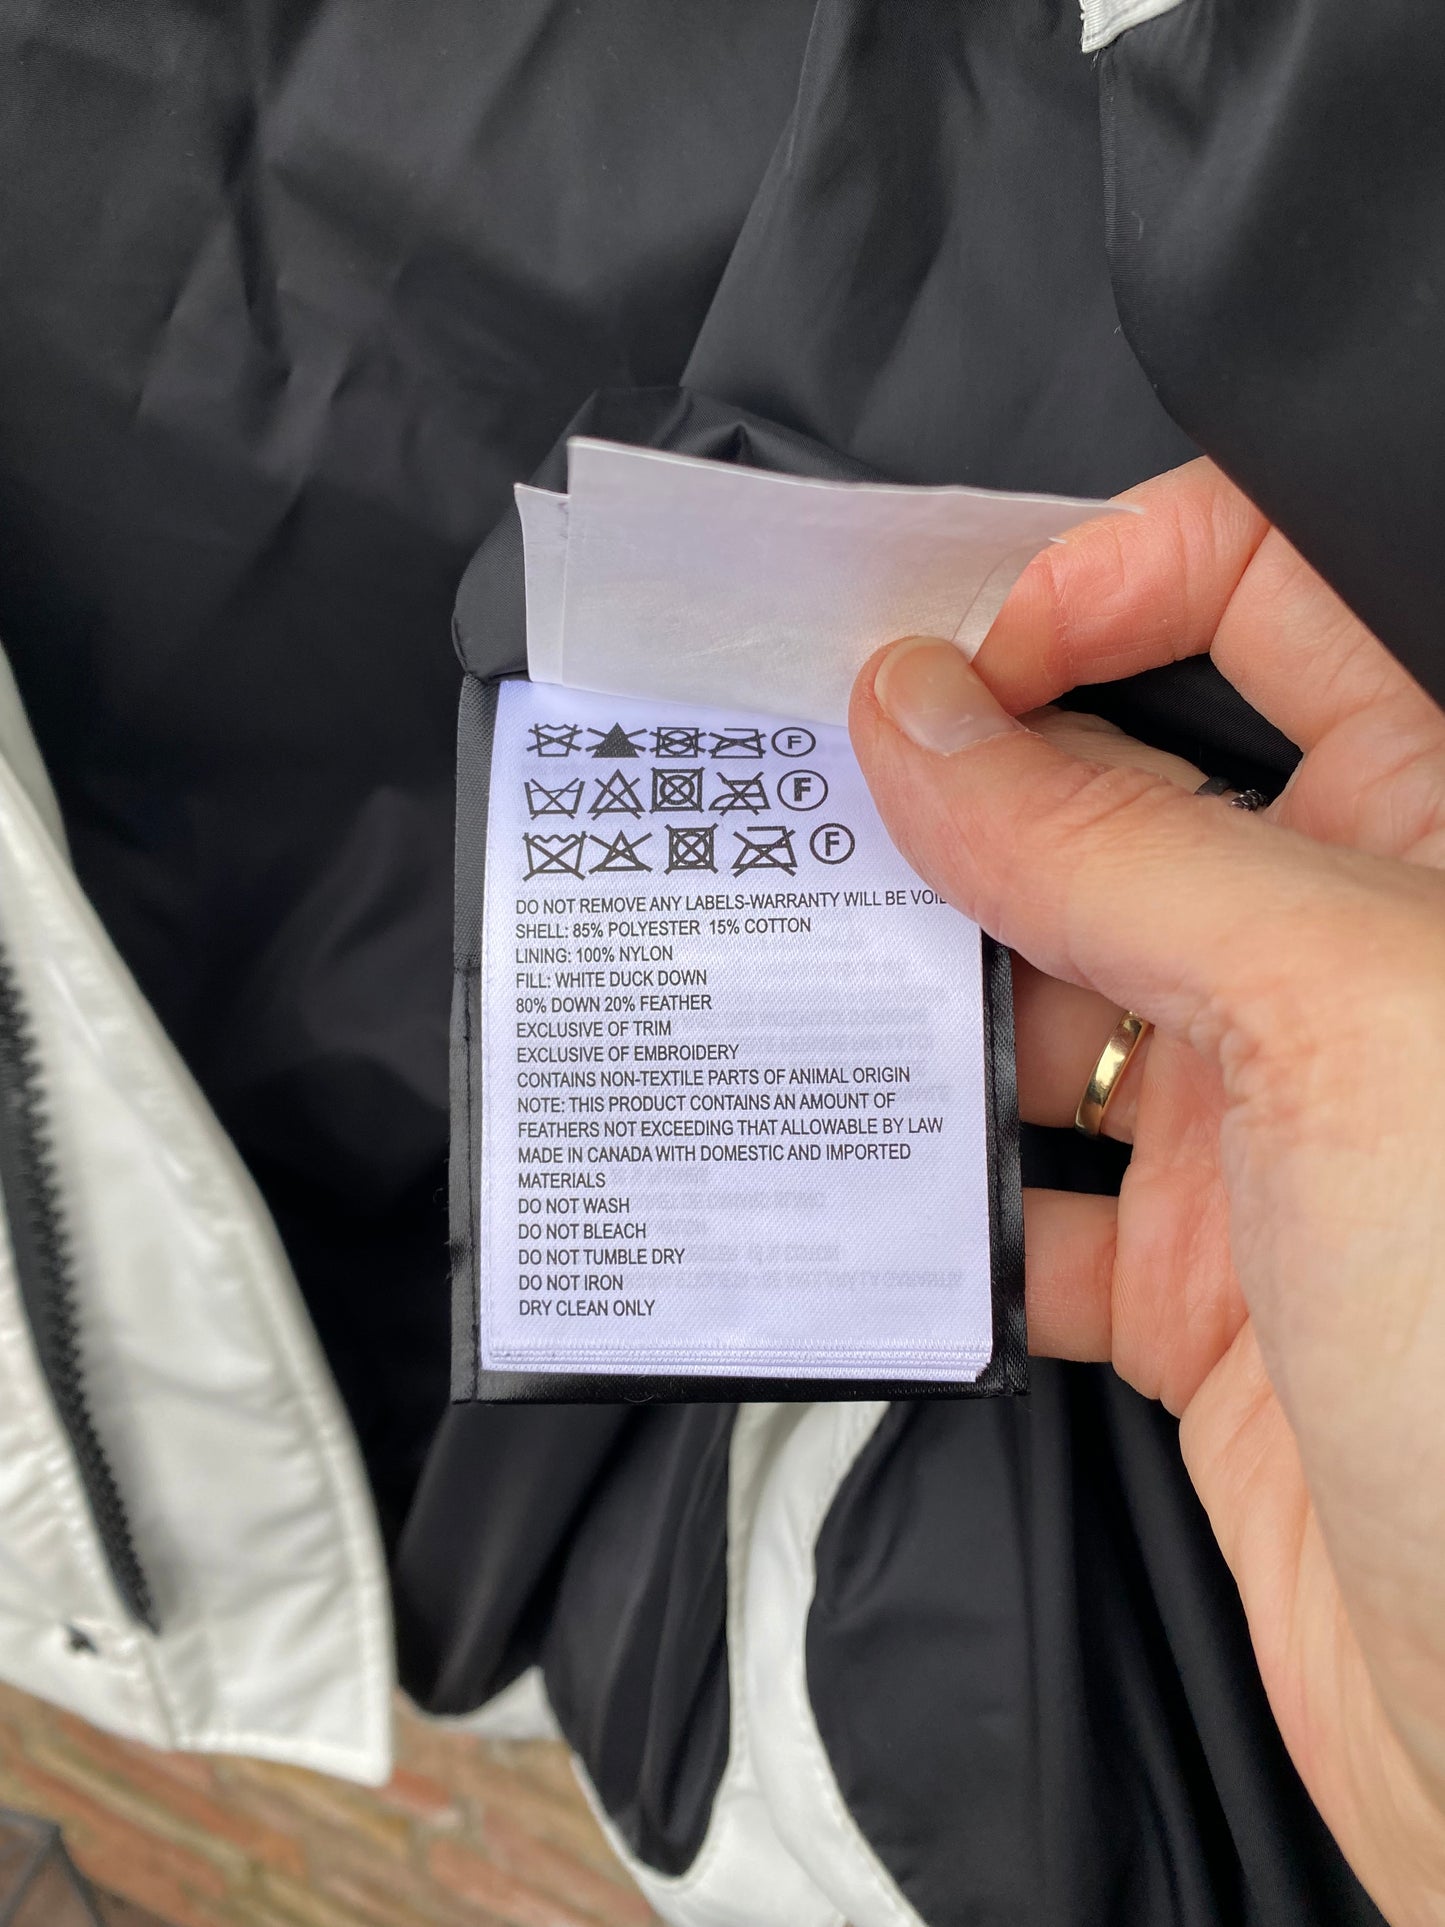 F
F
F
DO NOT REMOVE ANY LABELS-WARRANTY WILL BE
SHELL: 85% POLYESTER 15% COTTON
LINING: 100% NYLON
FILL: WHITE DUCK DOWN
80% DOWN 20% FEATHER
EXCLUSIVE OF TRIM
EXCLUSIVE OF EMBROIDERY
CONTAINS NON-TEXTILE PARTS OF ANIMAL ORIGIN
NOTE: THIS PRODUCT CONTAINS AN AMOUNT OF
FEATHERS NOT EXCEEDING THAT ALLOWABLE BY LAW
MADE IN CANADA WITH DOMESTIC AND IMPORTED
MATERIALS
DO NOT WASH
DO NOT BLEACH
DO NOT TUMBLE DRY
DO NOT IRON
DRY CLEAN ONLY